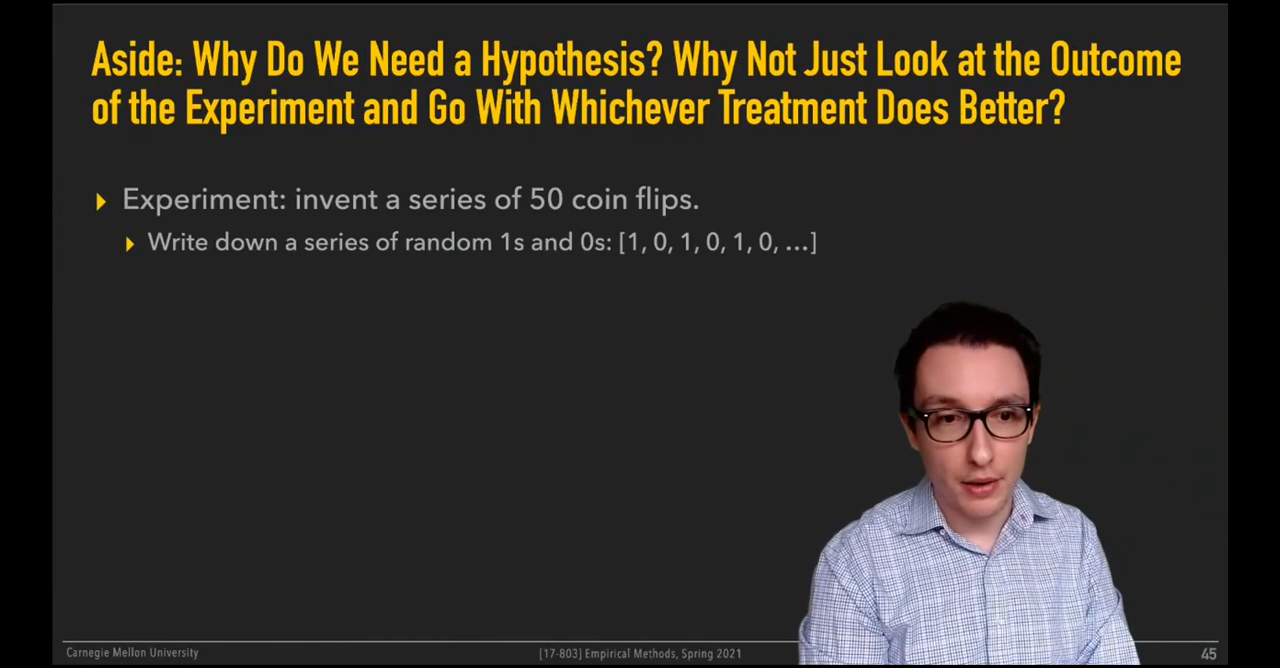 Aside: Why Do We Need a Hypothesis? Why Not Just Look at the Outcome
of the Experiment and Go With Whichever Treatment Does Better?
Experiment: invent a series of 50 coin flips.
Write down a series of random 1s and 0s: [1, 0, 1, 0, 1, 0, …]
Carnegie Mellon University
[17-803] Empirical Methods, Spring 2021
45